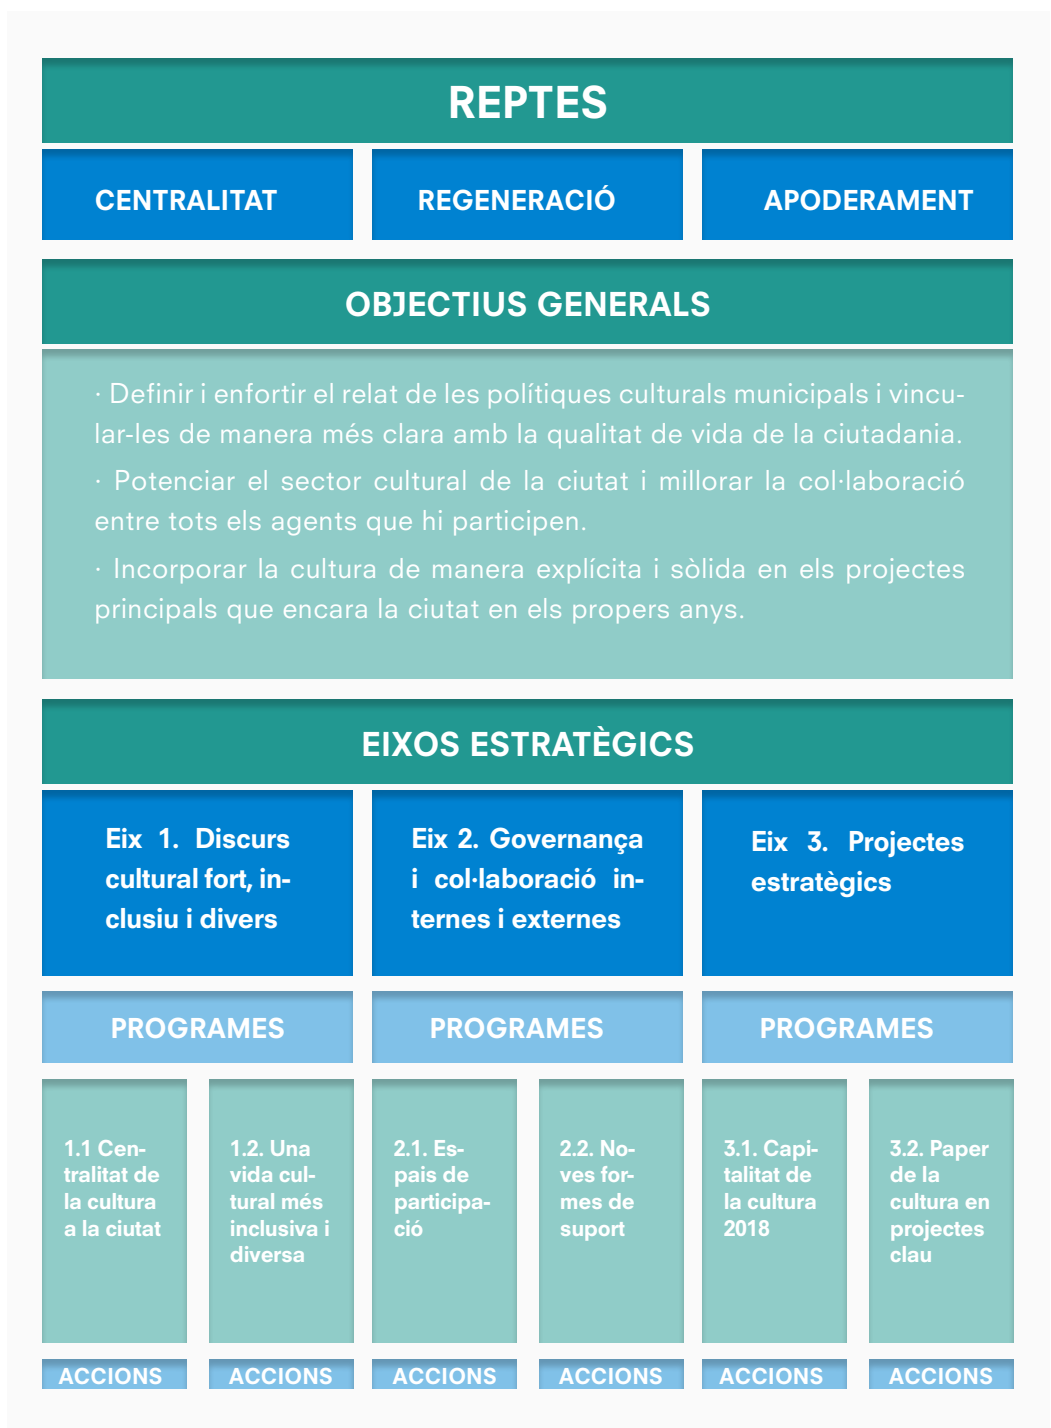 REPTES
CENTRALITAT
REGENERACIÓ
APODERAMENT
OBJECTIUS GENERALS
· Definir i enfortir el relat de les polítiques culturals municipals i vincu-
lar-les de manera més clara amb la qualitat de vida de la ciutadania.
· Potenciar el sector cultural de la ciutat i millorar la col·laboració
entre tots els agents que hi participen.
· Incorporar la cultura de manera explícita i sòlida en els projectes
principals que encara la ciutat en els propers anys.
EIXOS ESTRATÈGICS
Eix 1. Discurs
cultural fort, in-
clusiu i divers
Eix 2. Governança
i col·laboració in-
ternes i externes
Eix 3. Projectes
estratègics
PROGRAMES
PROGRAMES
PROGRAMES
1.1 Cen-
tralitat de
la cultura
a la ciutat
1.2. Una
vida cul-
tural més
inclusiva i
diversa
2.1. Es-
pais de
participa-
ció
2.2. No-
ves for-
mes de
suport
3.1. Capi-
talitat de
la cultura
2018
3.2. Paper
de la
cultura en
projectes
clau
ACCIONS
ACCIONS
ACCIONS
ACCIONS
ACCIONS
ACCIONS